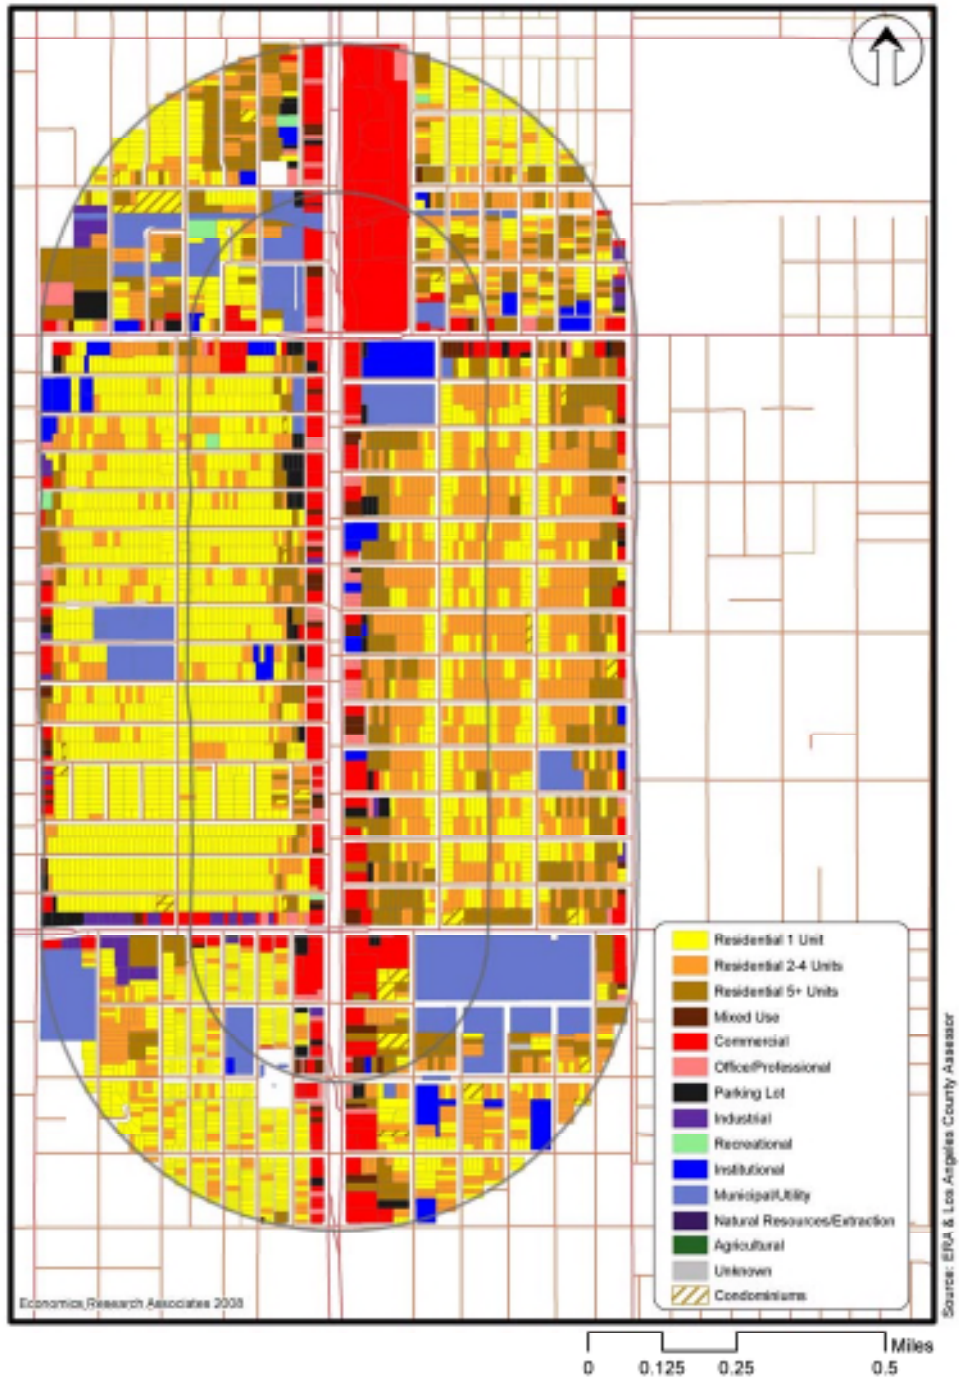 Residential 1 Unit
Residential 2-4 Units
Residential 5+ Units
Mixed Use
Commercial
Office/Professional
Parking Lot
Industrial
Recreational
Institutional
Municipal/Utility
Natural Resources/Extraction
Agricultural
Unknown
Condominiums
Source: ERA & Los Angeles County Assessor
Economics Research Associates 2008
Miles
0 0.125 0.25 0.5